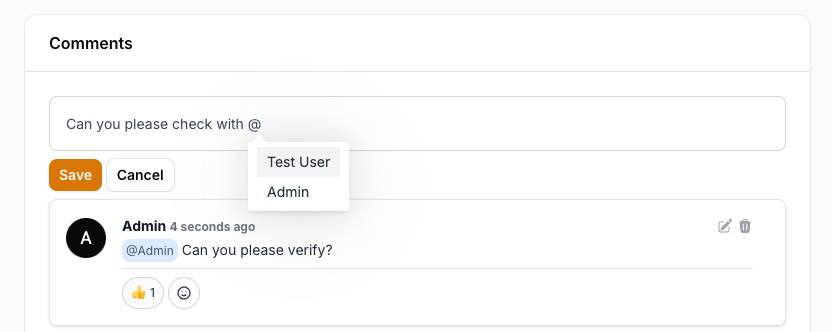 Comments
Can you please check with @
Test User
Admin
Save Cancel
A
Admin 4 seconds ago
@Admin Can you please verify?
👍 1